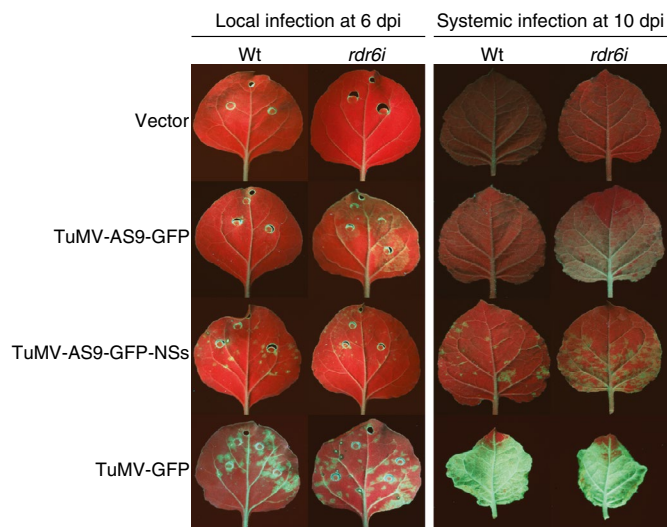 Local infection at 6 dpi Systemic infection at 10 dpi
Wt rdr6i Wt rdr6i
Vector
TuMV-AS9-GFP
TuMV-AS9-GFP-NSs
TuMV-GFP